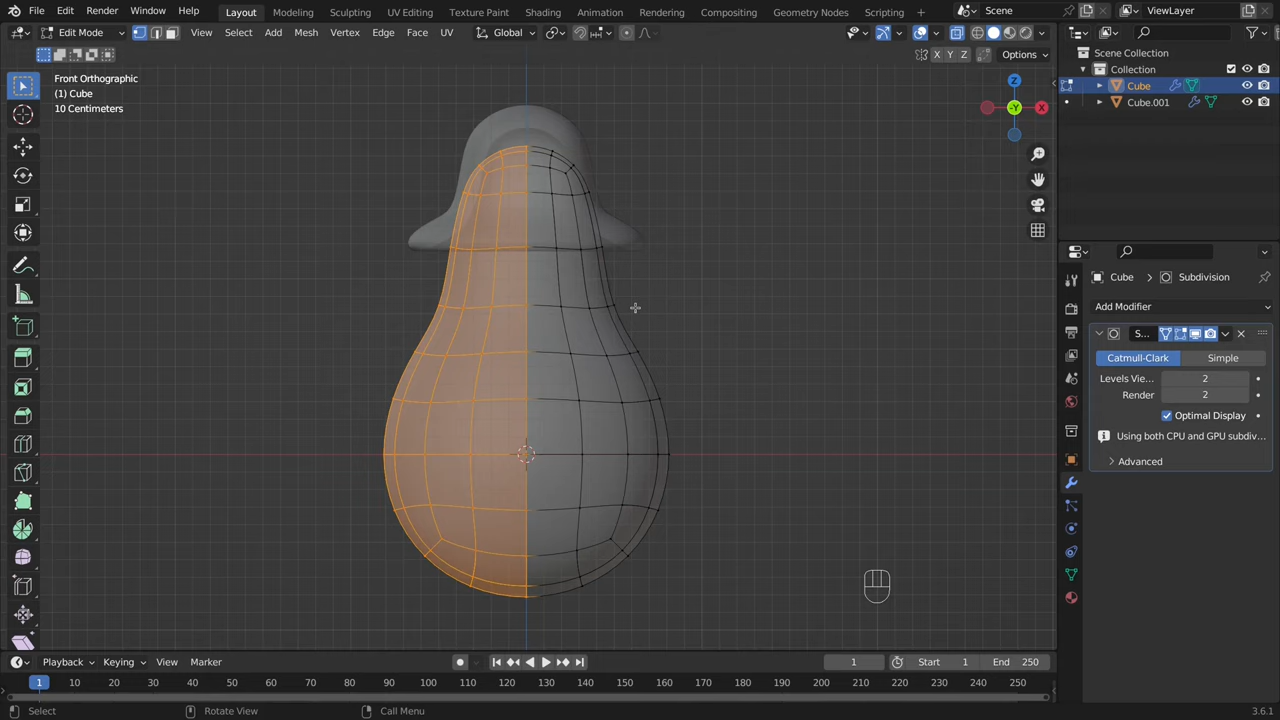 File Edit Render Window Help Layout Modeling Sculpting UV Editing Texture Paint Shading Animation Rendering Compositing Geometry Nodes Scripting Scene ViewLayer
Edit Mode View Select Add Mesh Vertex Edge Face UV Global
X Y Z Options
Front Orthographic
(1) Cube
10 Centimeters
Z
-Y X
Scene Collection
Collection
Cube
Cube.001
Cube > Subdivision
Add Modifier
S...
Catmull-Clark Simple
Levels Vie... 2
Render 2
Optimal Display
Using both CPU and GPU subdiv...
Advanced
Playback Keying View Marker 1 Start 1 End 250
1 10 20 30 40 50 60 70 80 90 100 110 120 130 140 150 160 170 180 190 200 210 220 230 240 250
Select Rotate View Call Menu 3.6.1